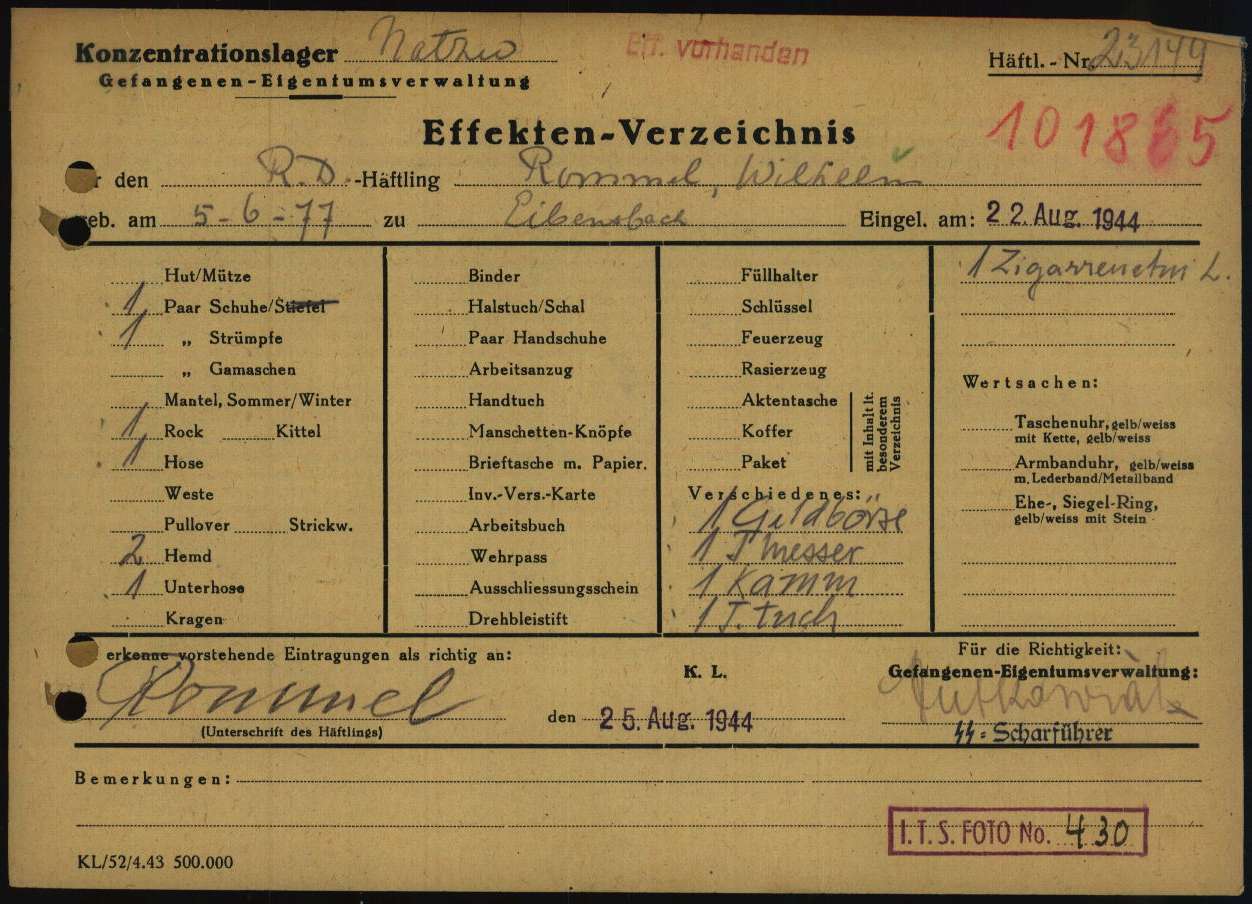 Konzentrationslager Natzw
Eff. vorhanden
Häftl.-Nr. 23149
Gefangenen-Eigentumsverwaltung
Effekten-Verzeichnis
101865
r den R.D.-Häftling Rommel, Wilhelm
geb. am 5-6-77 zu Eibensbach Eingel. am: 22. Aug. 1944
Hut/Mütze
1 Paar Schuhe/Stiefel
1 „ Strümpfe
„ Gamaschen
Mantel, Sommer/Winter
1 Rock Kittel
1 Hose
Weste
Pullover Strickw.
2 Hemd
1 Unterhose
Kragen
Binder
Halstuch/Schal
Paar Handschuhe
Arbeitsanzug
Handtuch
Manschetten-Knöpfe
Brieftasche m. Papier.
Inv.-Vers.-Karte
Arbeitsbuch
Wehrpass
Ausschliessungsschein
Drehbleistift
Füllhalter
Schlüssel
Feuerzeug
Rasierzeug
Aktentasche
Koffer
Paket
mit Inhalt lt.
besonderem
Verzeichnis
Verschiedenes:
1 Geldbörse
1 T messer
1 Kamm
1 T. tuch
1 Zigarrenetui L.
Wertsachen:
Taschenuhr, gelb/weiss
mit Kette, gelb/weiss
Armbanduhr, gelb/weiss
m. Lederband/Metallband
Ehe-, Siegel-Ring,
gelb/weiss mit Stein
erkenne vorstehende Eintragungen als richtig an:
Rommel
(Unterschrift des Häftlings)
K. L.
den 25. Aug. 1944
Für die Richtigkeit:
Gefangenen-Eigentumsverwaltung:
SS=Scharführer
Bemerkungen:
I.T.S. FOTO No. 430
KL/52/4.43 500.000